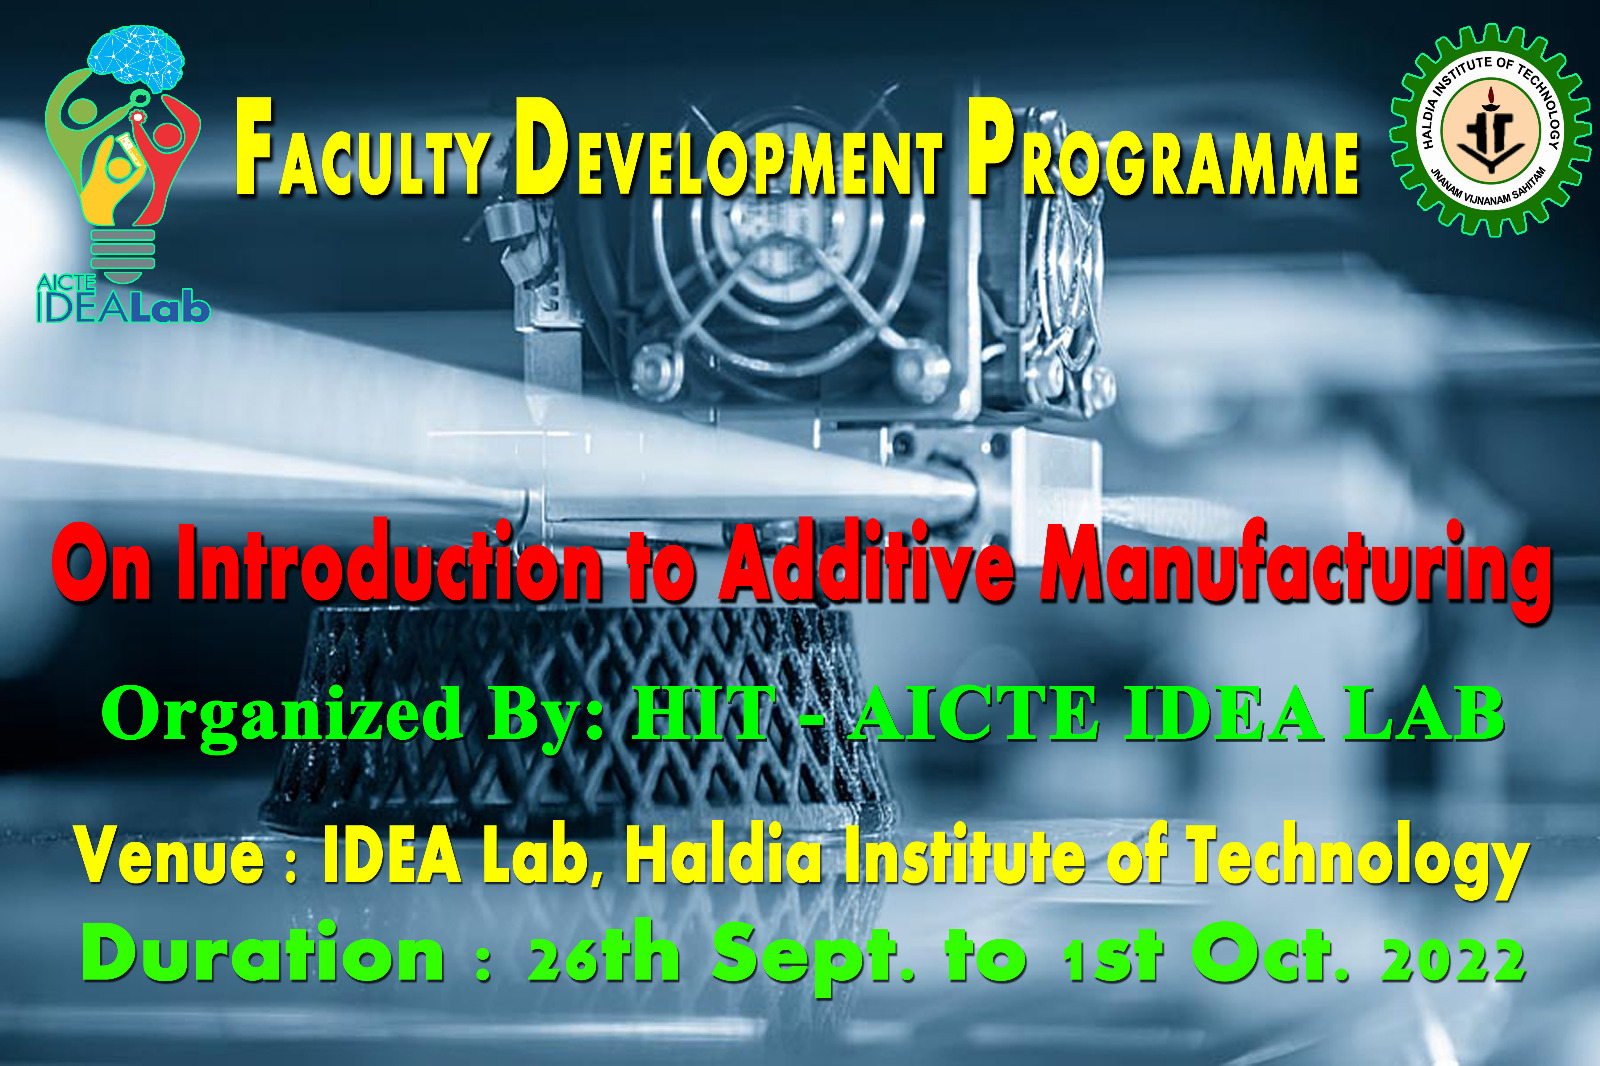 FACULTY DEVELOPMENT PROGRAMME
AICTE
IDEALab
HALDIA INSTITUTE OF TECHNOLOGY
JNANAM VIJNANAM SAHITAM
On Introduction to Additive Manufacturing
Organized By: HIT - AICTE IDEA LAB
Venue : IDEA Lab, Haldia Institute of Technology
Duration : 26th Sept. to 1st Oct. 2022